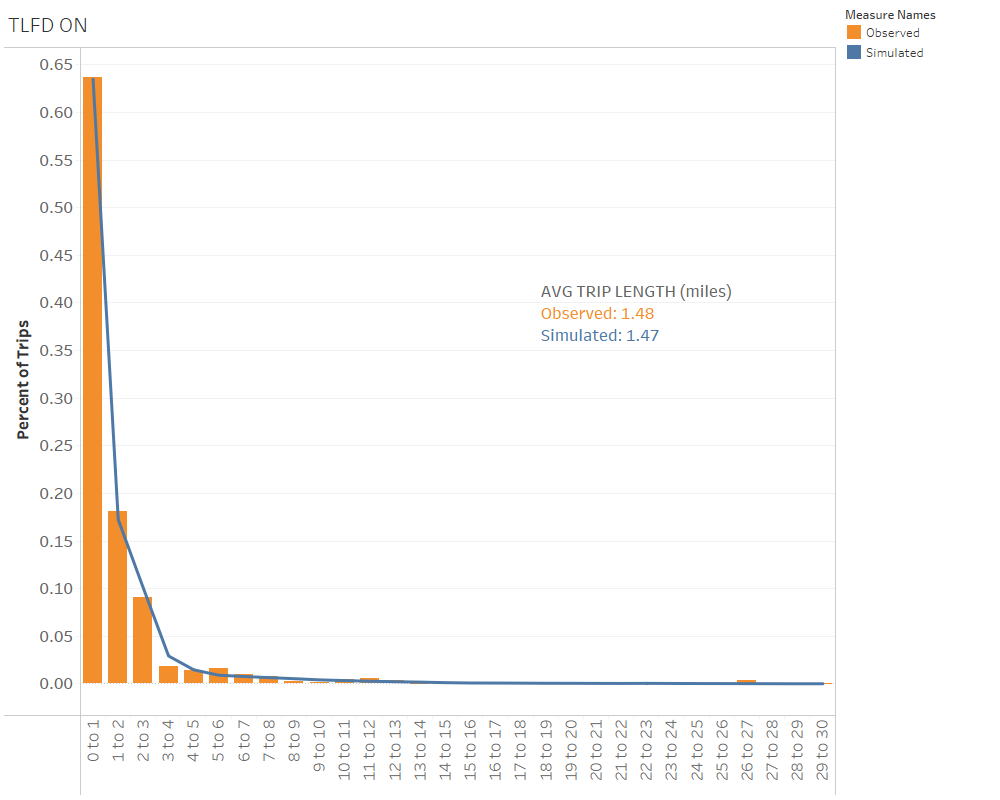 TLFD ON
Measure Names
Observed
Simulated
0.65
0.60
0.55
0.50
0.45
0.40
0.35
0.30
0.25
0.20
0.15
0.10
0.05
0.00
Percent of Trips
AVG TRIP LENGTH (miles)
Observed: 1.48
Simulated: 1.47
0 to 1
1 to 2
2 to 3
3 to 4
4 to 5
5 to 6
6 to 7
7 to 8
8 to 9
9 to 10
10 to 11
11 to 12
12 to 13
13 to 14
14 to 15
15 to 16
16 to 17
17 to 18
18 to 19
19 to 20
20 to 21
21 to 22
22 to 23
23 to 24
24 to 25
25 to 26
26 to 27
27 to 28
28 to 29
29 to 30